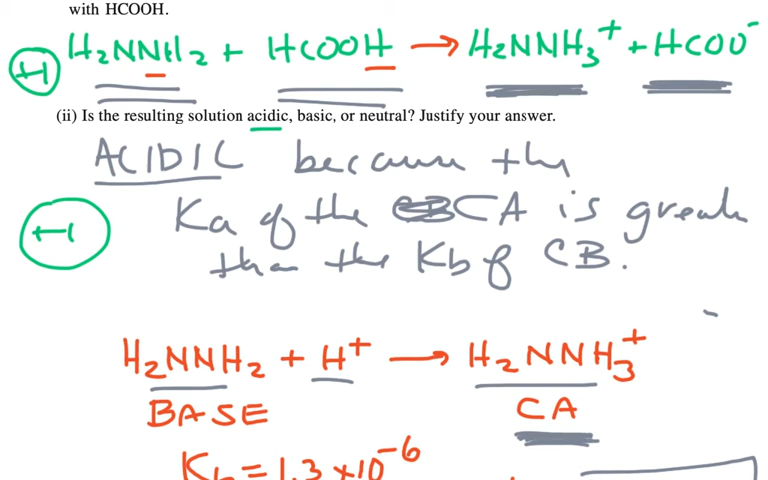 with HCOOH.
H₂NNH₂ + HCOOH → H₂NNH₃⁺ + HCOO⁻
+1
(ii) Is the resulting solution acidic, basic, or neutral? Justify your answer.
ACIDIC because the
+1
Ka of the CA is greater
than the Kb of CB.
H₂NNH₂ + H⁺ → H₂NNH₃⁺
BASE CA
Kb = 1.3 × 10⁻⁶